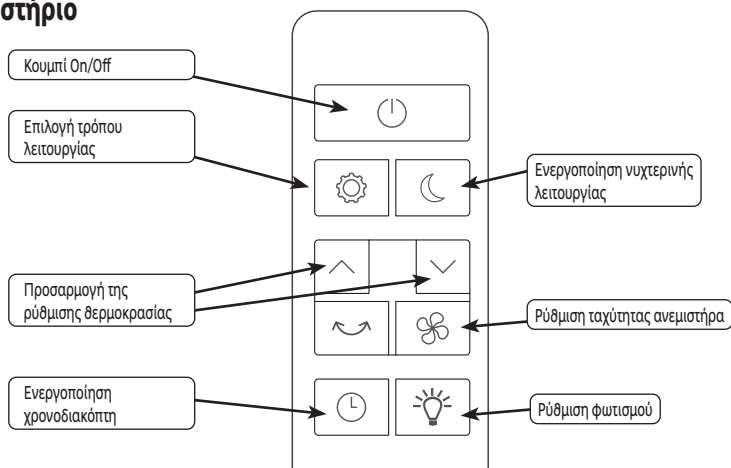 στήριο
Κουμπί On/Off
Επιλογή τρόπου
λειτουργίας
Ενεργοποίηση νυχτερινής
λειτουργίας
Προσαρμογή της
ρύθμισης θερμοκρασίας
Ρύθμιση ταχύτητας ανεμιστήρα
Ενεργοποίηση
χρονοδιακόπτη
Ρύθμιση φωτισμού